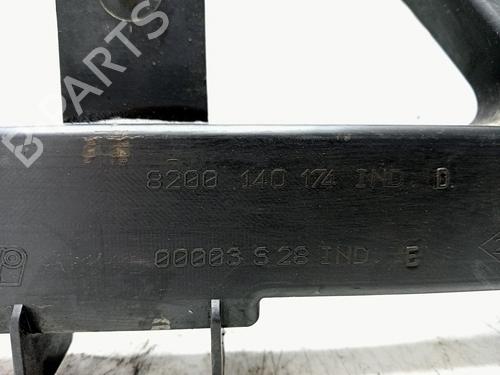 B PARTS
8200 140 174 IND. D.
00003 S 28 IND. E